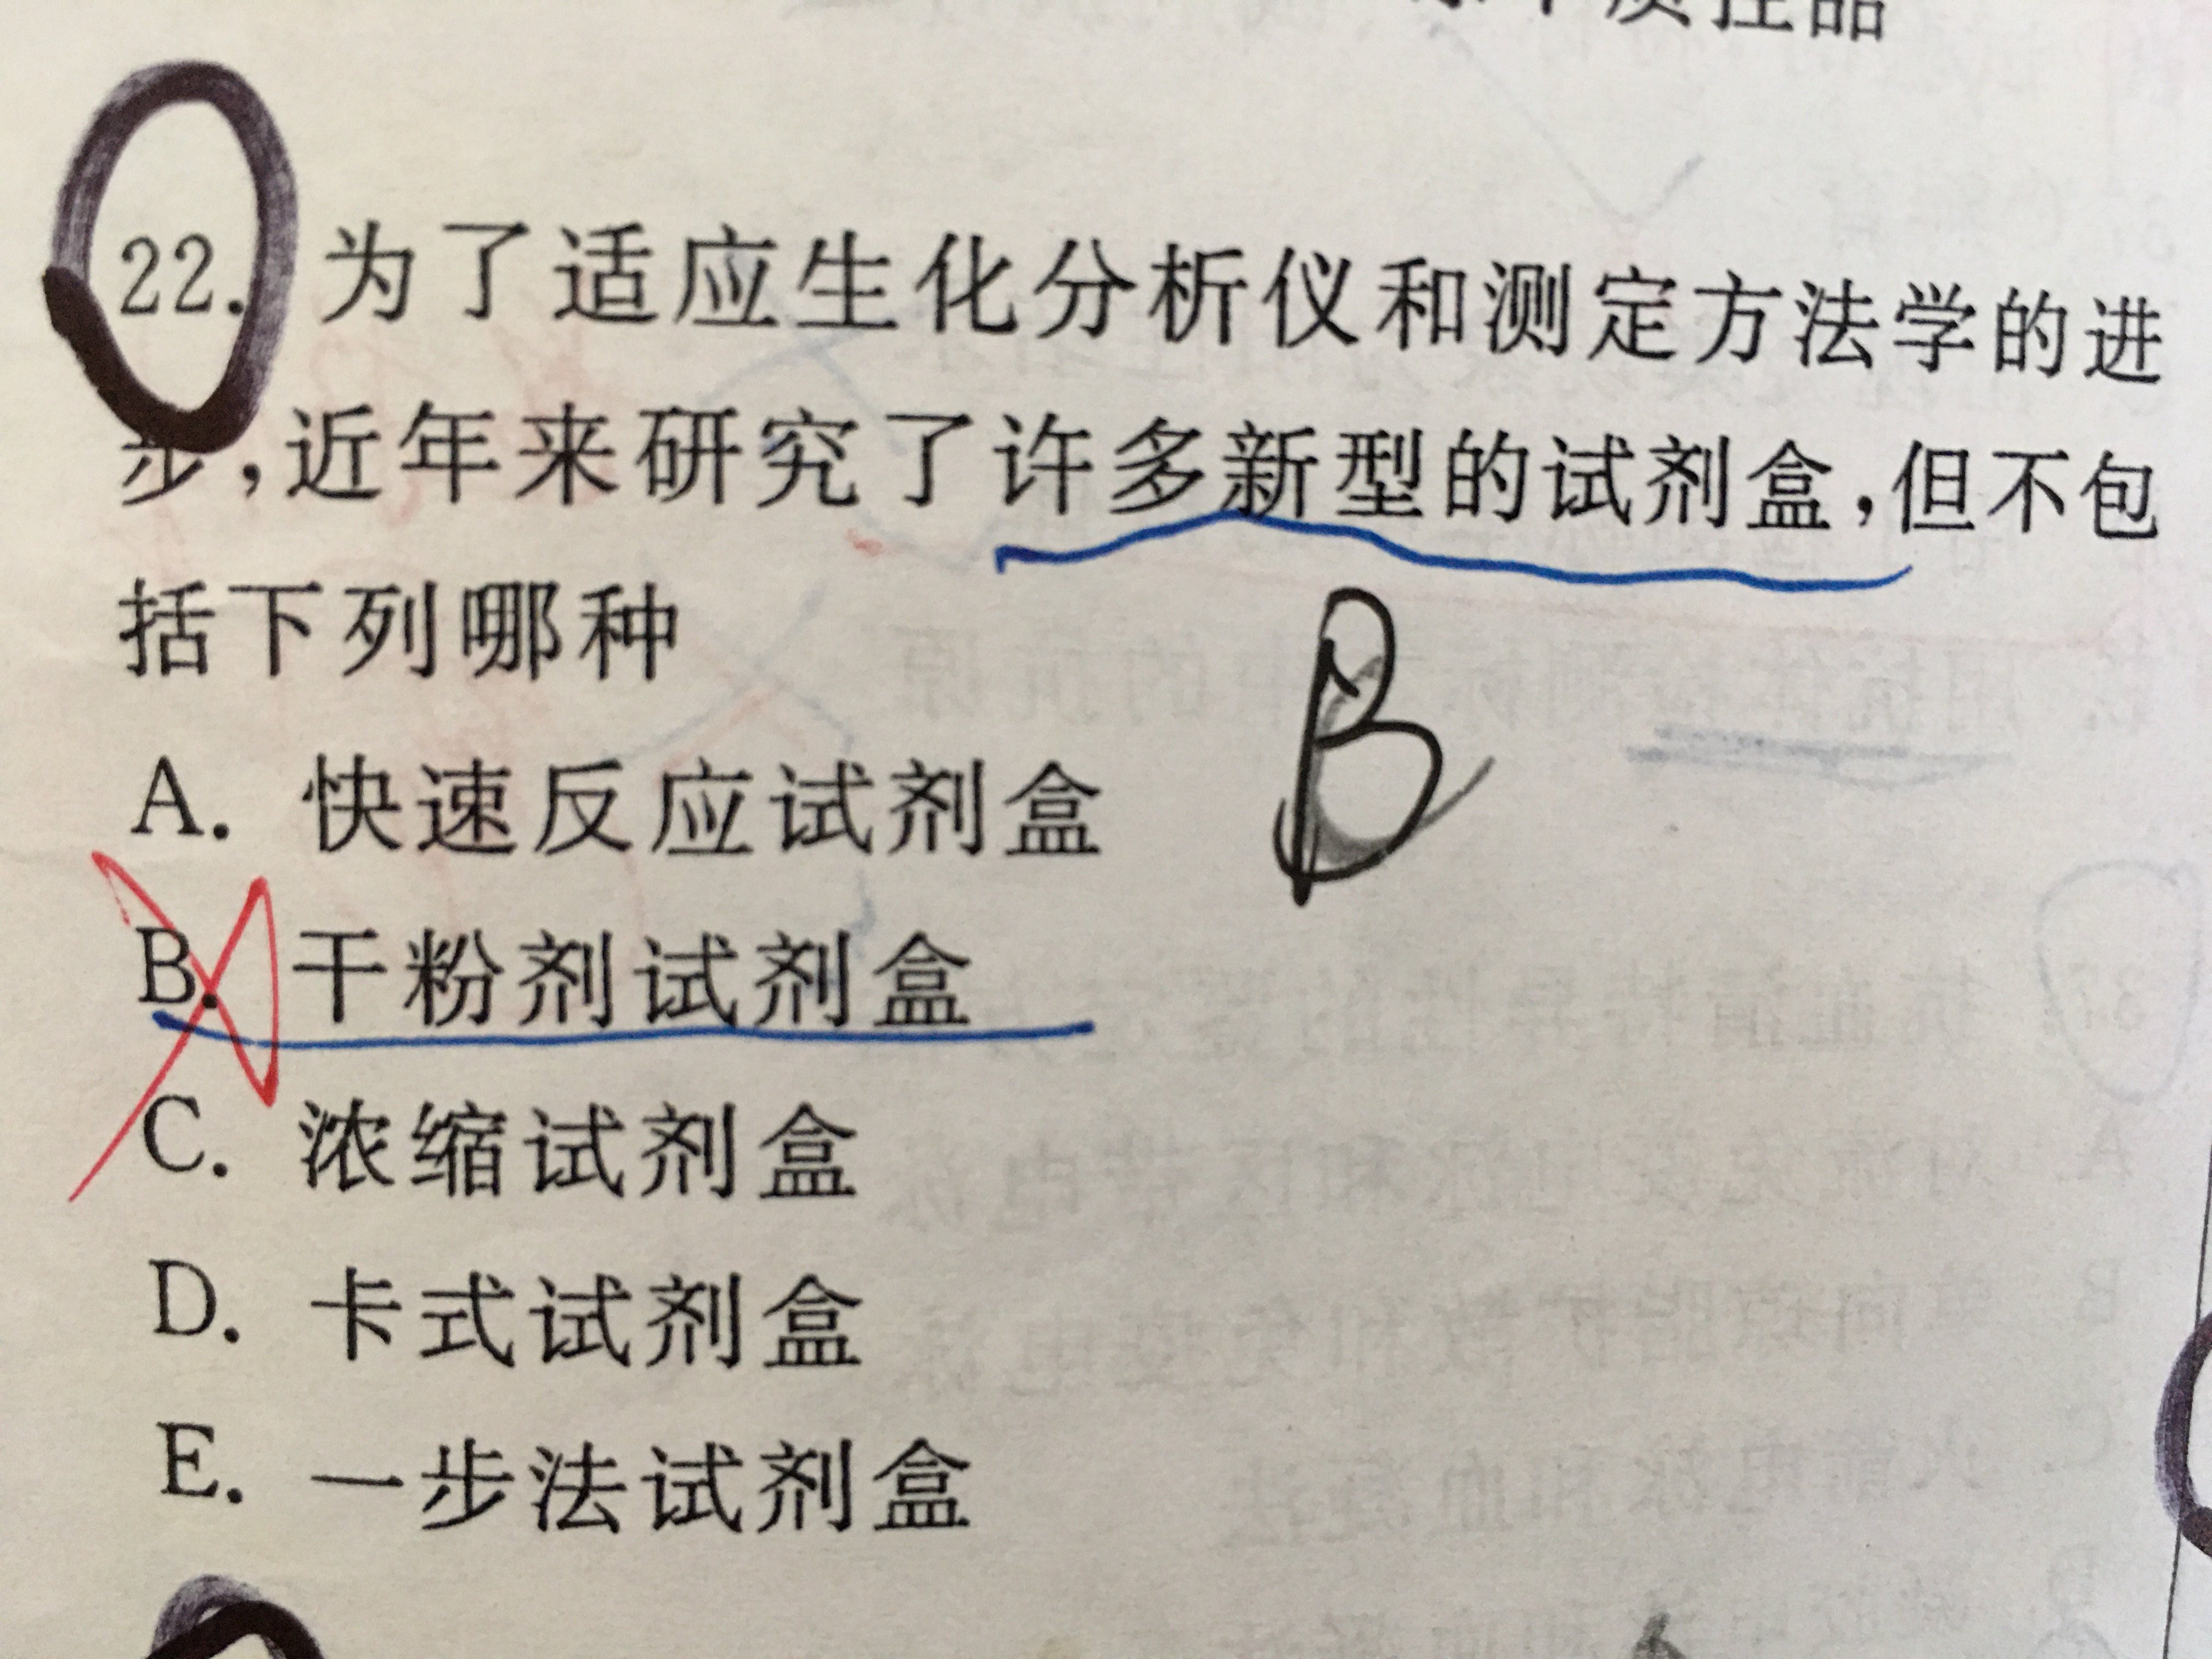 22. 为了适应生化分析仪和测定方法学的进
步,近年来研究了许多新型的试剂盒,但不包
括下列哪种
A. 快速反应试剂盒
B. 干粉剂试剂盒
C. 浓缩试剂盒
D. 卡式试剂盒
E. 一步法试剂盒
B